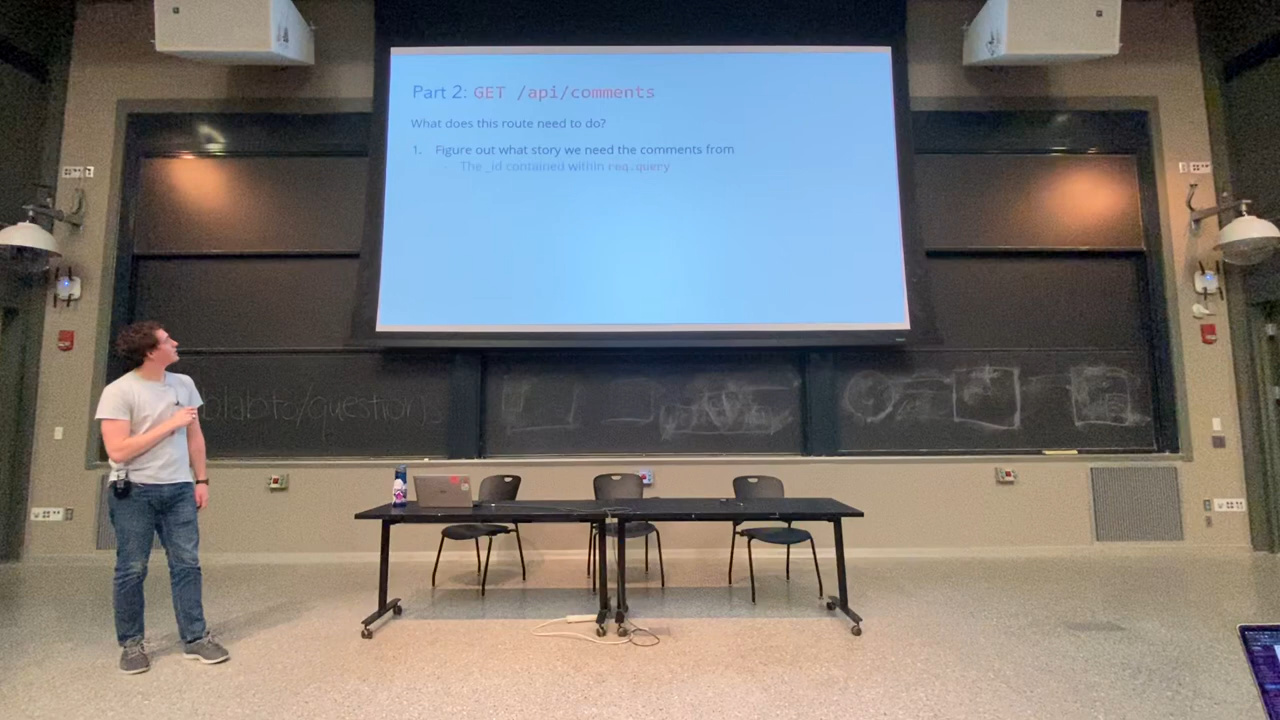 Part 2: GET /api/comments
What does this route need to do?
1. Figure out what story we need the comments from
The _id contained within req.query